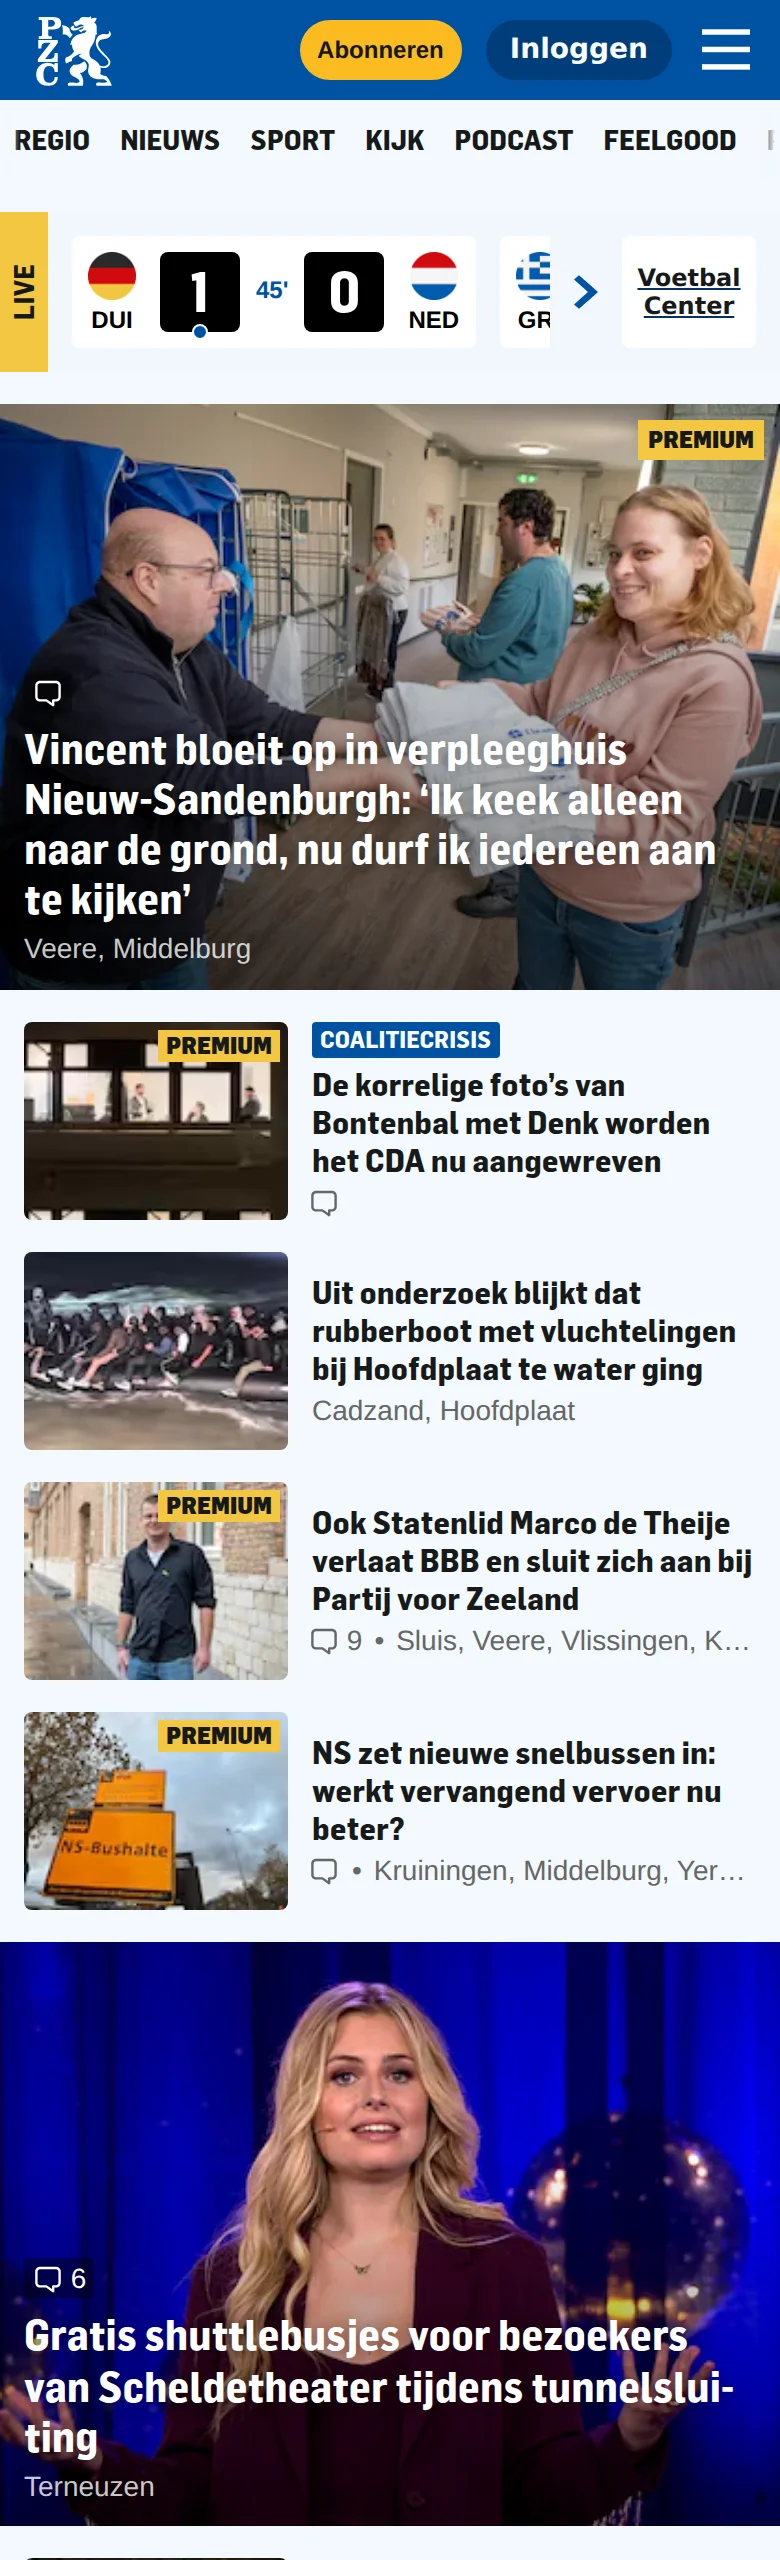 PZC
Abonneren
Inloggen
REGIO NIEUWS SPORT KIJK PODCAST FEELGOOD
LIVE
DUI 1 45' 0 NED
GR
Voetbal
Center
PREMIUM
Vincent bloeit op in verpleeghuis
Nieuw-Sandenburgh: ‘Ik keek alleen
naar de grond, nu durf ik iedereen aan
te kijken’
Veere, Middelburg
PREMIUM
COALITIECRISIS
De korrelige foto’s van
Bontenbal met Denk worden
het CDA nu aangewreven
Uit onderzoek blijkt dat
rubberboot met vluchtelingen
bij Hoofdplaat te water ging
Cadzand, Hoofdplaat
PREMIUM
Ook Statenlid Marco de Theije
verlaat BBB en sluit zich aan bij
Partij voor Zeeland
9 • Sluis, Veere, Vlissingen, K...
PREMIUM
NS-Bushalte
NS zet nieuwe snelbussen in:
werkt vervangend vervoer nu
beter?
• Kruiningen, Middelburg, Yer...
6
Gratis shuttlebusjes voor bezoekers
van Scheldetheater tijdens tunnelslui-
ting
Terneuzen